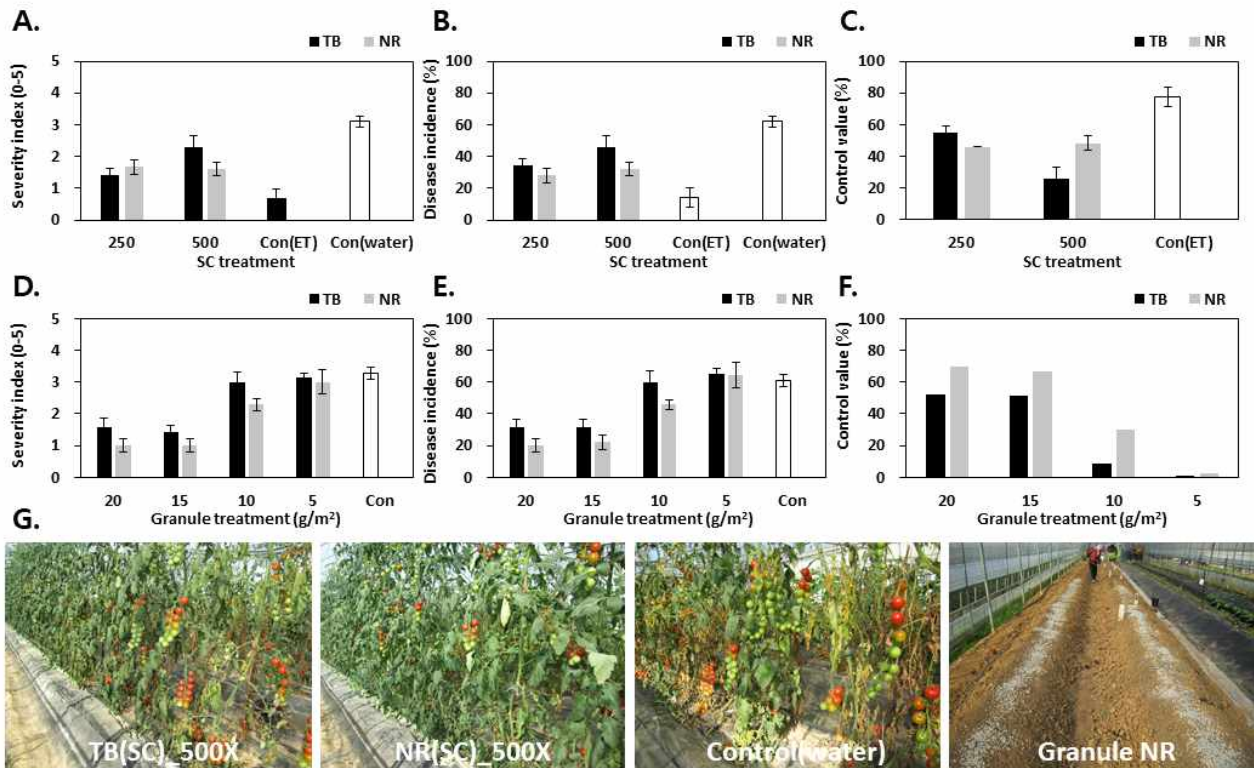 A.
TB NR
Severity index (0-5)
5
4
3
2
1
0
250 500 Con(ET) Con(water)
SC treatment
B.
TB NR
Disease incidence (%)
100
80
60
40
20
0
250 500 Con(ET) Con(water)
SC treatment
C.
TB NR
Control value (%)
100
80
60
40
20
0
250 500 Con(ET)
SC treatment
D.
TB NR
Severity index (0-5)
5
4
3
2
1
0
20 15 10 5 Con
Granule treatment (g/m²)
E.
TB NR
Disease incidence (%)
100
80
60
40
20
0
20 15 10 5 Con
Granule treatment (g/m²)
F.
TB NR
Control value (%)
100
80
60
40
20
0
20 15 10 5
Granule treatment (g/m²)
G.
TB(SC)_500X
NR(SC)_500X
Control(water)
Granule NR